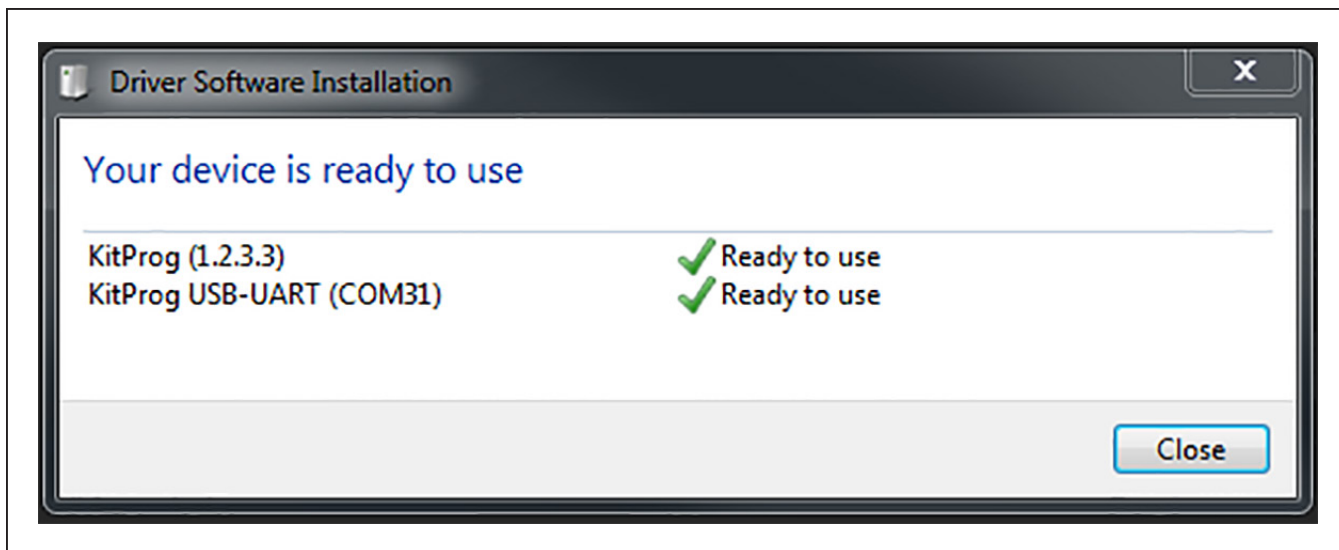 Driver Software Installation
Your device is ready to use
KitProg (1.2.3.3) Ready to use
KitProg USB-UART (COM31) Ready to use
Close